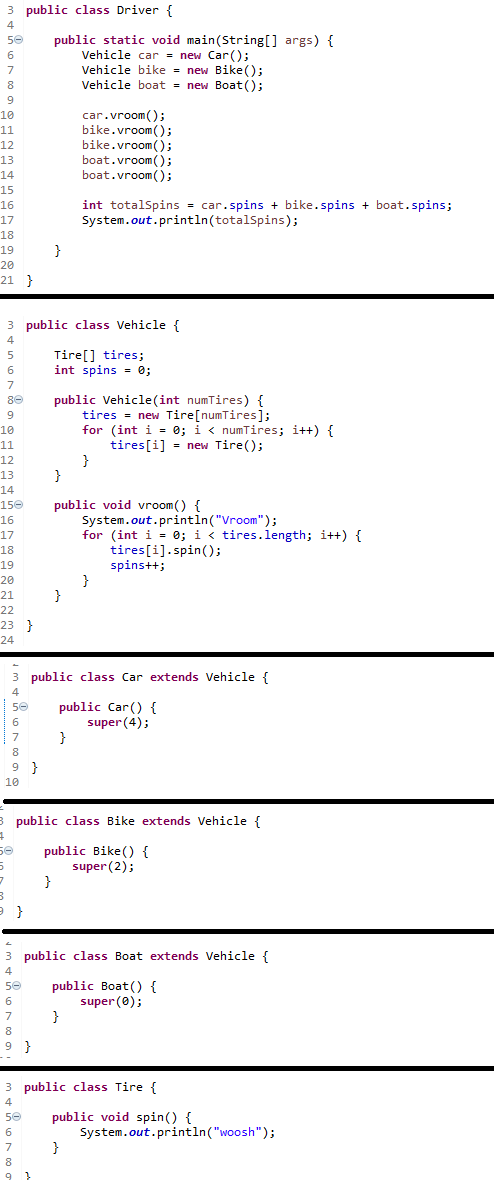 3 public class Driver {
4
5 public static void main(String[] args) {
6 Vehicle car = new Car();
7 Vehicle bike = new Bike();
8 Vehicle boat = new Boat();
9
10 car.vroom();
11 bike.vroom();
12 bike.vroom();
13 boat.vroom();
14 boat.vroom();
15
16 int totalSpins = car.spins + bike.spins + boat.spins;
17 System.out.println(totalSpins);
18
19 }
20
21 }
3 public class Vehicle {
4
5 Tire[] tires;
6 int spins = 0;
7
8 public Vehicle(int numTires) {
9 tires = new Tire[numTires];
10 for (int i = 0; i < numTires; i++) {
11 tires[i] = new Tire();
12 }
13 }
14
15 public void vroom() {
16 System.out.println("Vroom");
17 for (int i = 0; i < tires.length; i++) {
18 tires[i].spin();
19 spins++;
20 }
21 }
22
23 }
24
3 public class Car extends Vehicle {
4
5 public Car() {
6 super(4);
7 }
8
9 }
10
3 public class Bike extends Vehicle {
4
5 public Bike() {
6 super(2);
7 }
8
9 }
3 public class Boat extends Vehicle {
4
5 public Boat() {
6 super(0);
7 }
8
9 }
3 public class Tire {
4
5 public void spin() {
6 System.out.println("woosh");
7 }
8
9 }